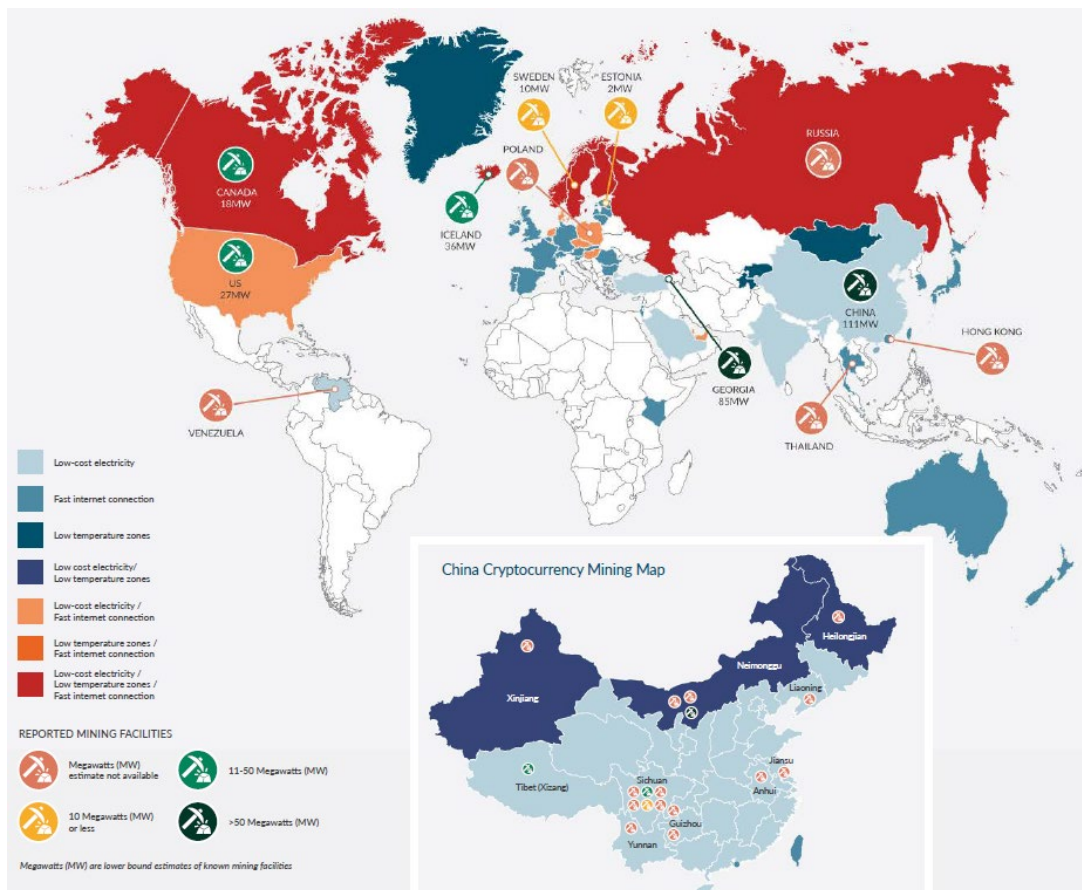 SWEDEN
10MW
ESTONIA
2MW
POLAND
RUSSIA
CANADA
18MW
ICELAND
36MW
US
27MW
CHINA
111MW
HONG KONG
GEORGIA
85MW
THAILAND
VENEZUELA
Low-cost electricity
Fast internet connection
Low temperature zones
Low cost electricity/
Low temperature zones
Low-cost electricity /
Fast internet connection
Low temperature zones /
Fast internet connection
Low-cost electricity /
Low temperature zones /
Fast internet connection
REPORTED MINING FACILITIES
Megawatts (MW)
estimate not available
11-50 Megawatts (MW)
10 Megawatts (MW)
or less
>50 Megawatts (MW)
Megawatts (MW) are lower bound estimates of known mining facilities
China Cryptocurrency Mining Map
Heilongjian
Neimonggu
Xinjiang
Liaoning
Jiansu
Anhui
Tibet (Xizang)
Sichuan
Guizhou
Yunnan